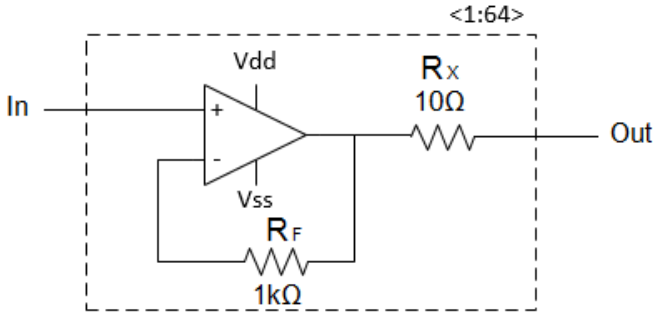 <1:64>
Vdd
RX
10Ω
In
+
Out
-
Vss
RF
1kΩ